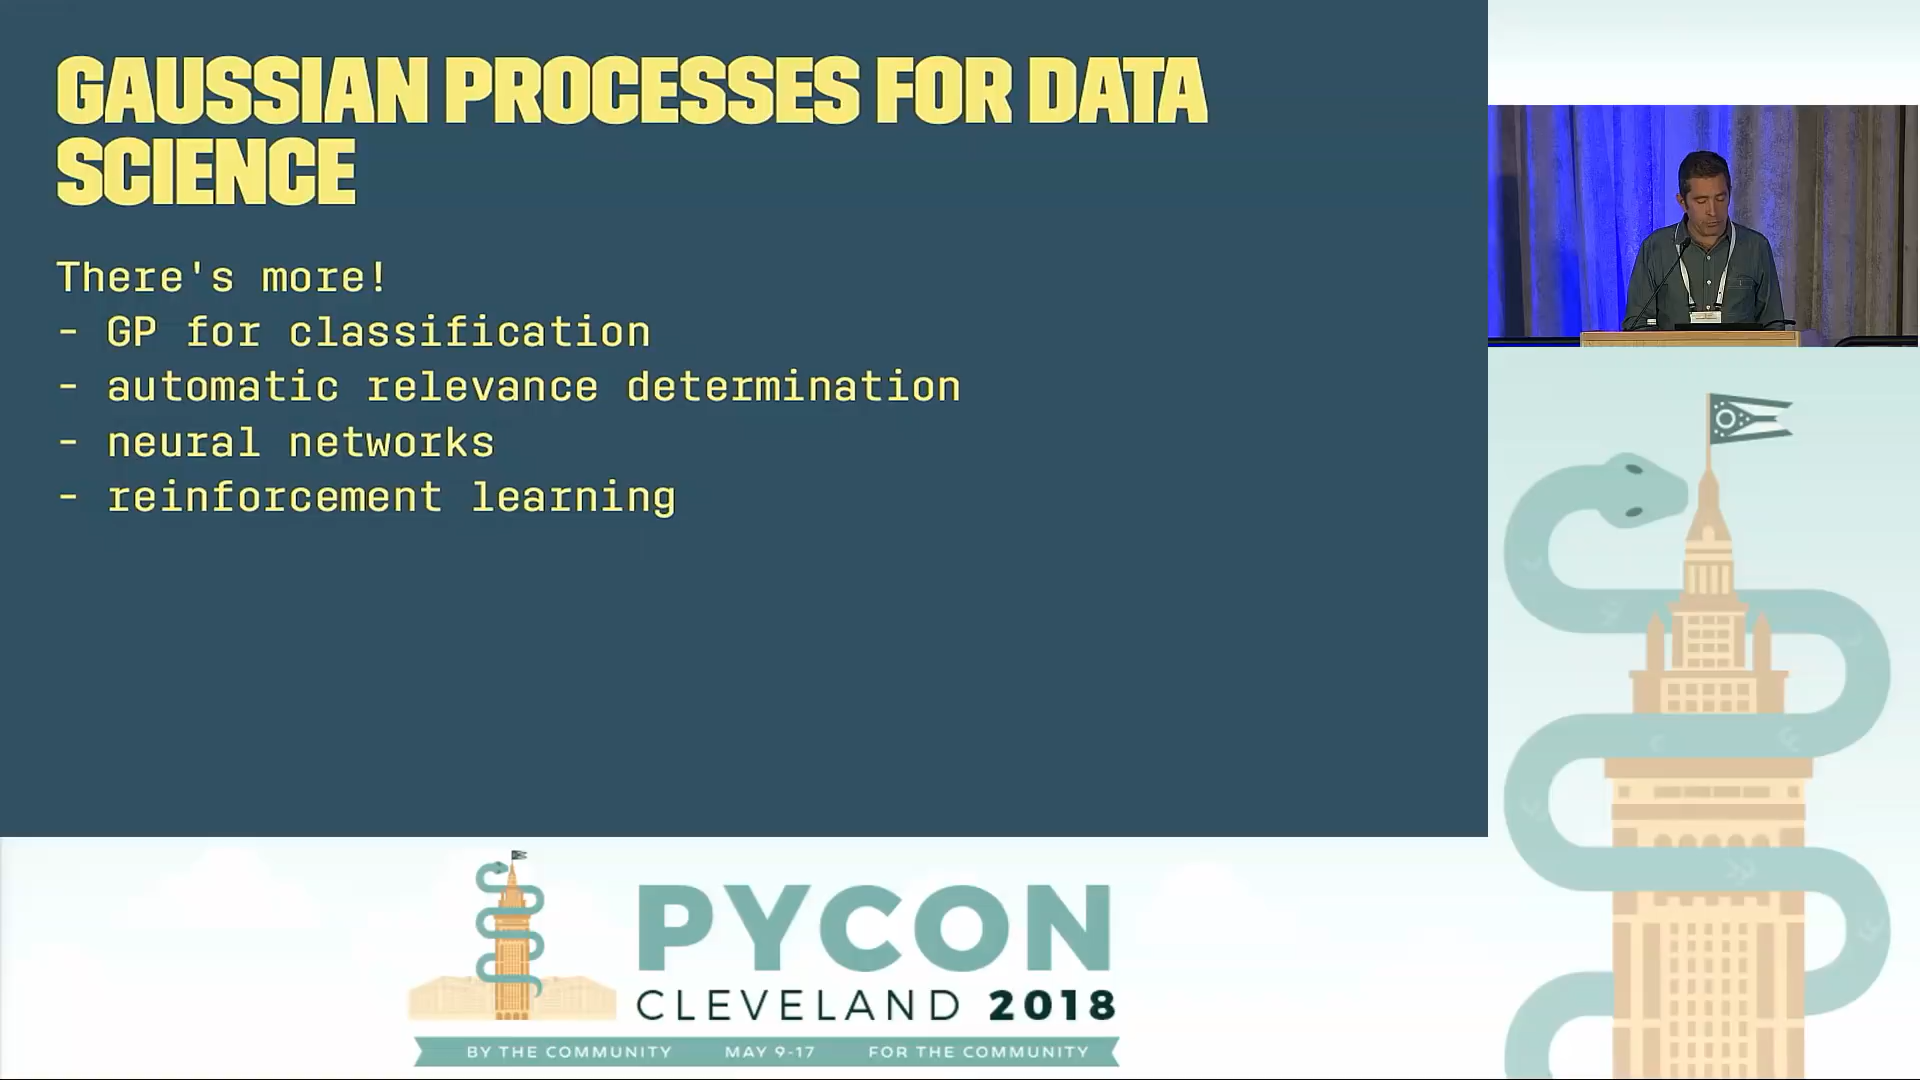 GAUSSIAN PROCESSES FOR DATA
SCIENCE
There's more!
- GP for classification
- automatic relevance determination
- neural networks
- reinforcement learning
PYCON
CLEVELAND 2018
BY THE COMMUNITY MAY 9-17 FOR THE COMMUNITY